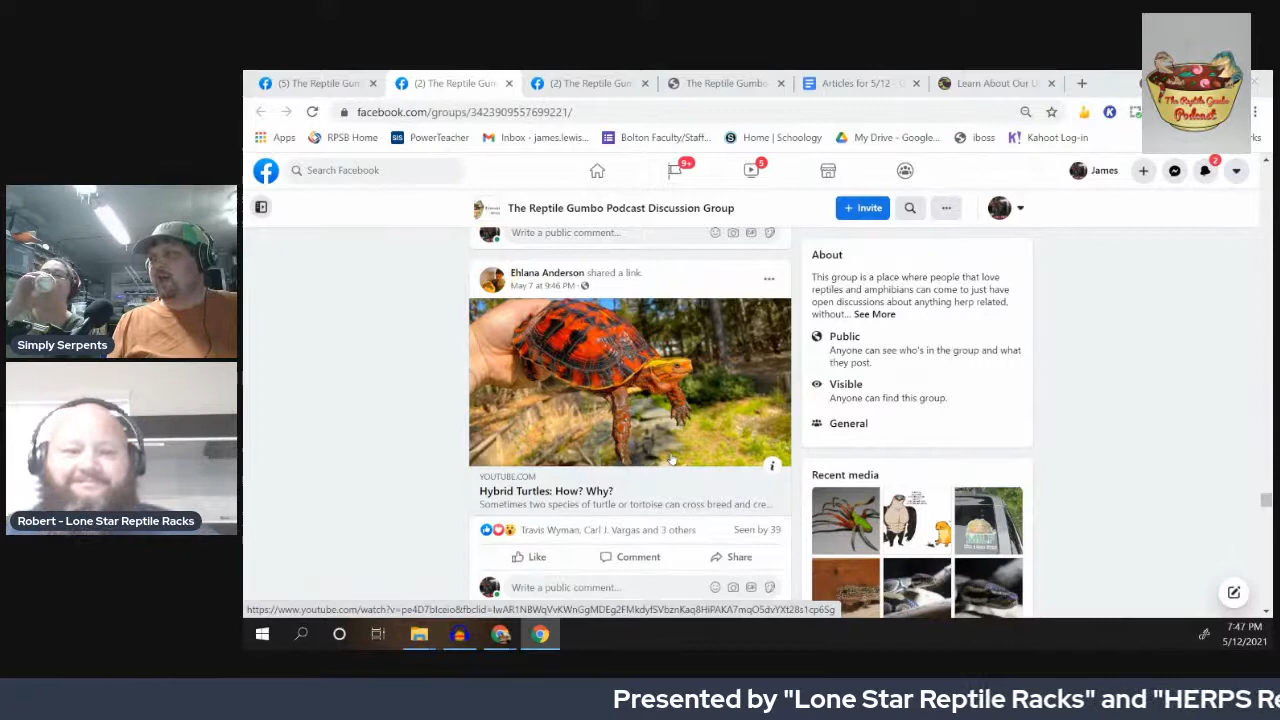 The Reptile Gumbo
Podcast
(5) The Reptile Gum
(2) The Reptile Gum
(2) The Reptile Gum
The Reptile Gumbo
Articles for 5/12 -
Learn About Our U
facebook.com/groups/3423909557699221/
Apps
RPSB Home
SIS
PowerTeacher
Inbox - james.lewis...
Bolton Faculty/Staff...
Home | Schoology
My Drive - Google...
iboss
Kahoot Log-in
Search Facebook
9+
5
James
2
The Reptile Gumbo Podcast Discussion Group
+ Invite
Write a public comment...
Ehlana Anderson shared a link.
May 7 at 9:46 PM
YOUTUBE.COM
Hybrid Turtles: How? Why?
Sometimes two species of turtle or tortoise can cross breed and cre...
Travis Wyman, Carl J. Vargas and 3 others
Seen by 39
Like
Comment
Share
Write a public comment...
About
This group is a place where people that love
reptiles and amphibians can come to just have
open discussions about anything herp related,
without... See More
Public
Anyone can see who's in the group and what
they post.
Visible
Anyone can find this group.
General
Recent media
Simply Serpents
Robert - Lone Star Reptile Racks
7:47 PM
5/12/2021
Presented by "Lone Star Reptile Racks" and "HERPS Re